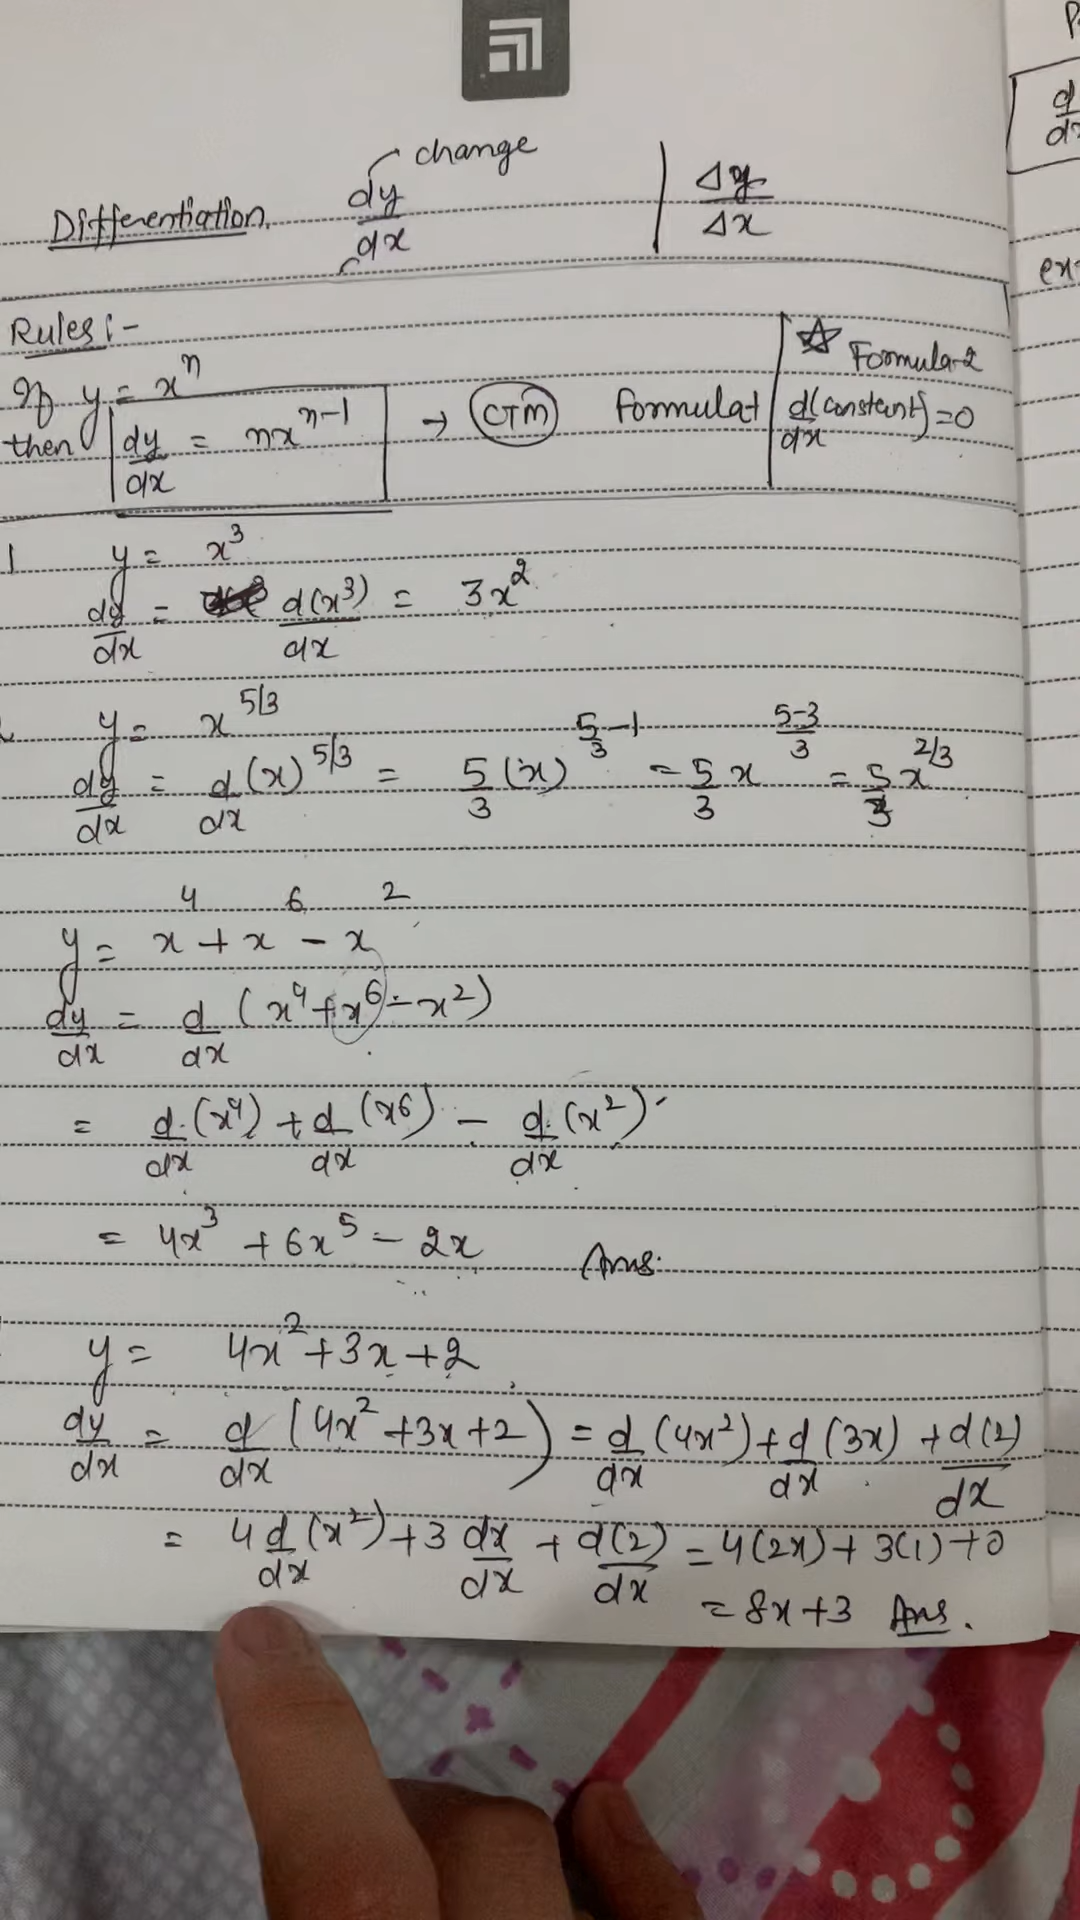 change
Differentiation. dy/dx | Δy/Δx
Rules :-
If y = x^n
then dy/dx = nx^(n-1) → CTM Formula 1 | ☆ Formula-2 d(constant)/dx = 0
1 y = x^3
dy/dx = d(x^3)/dx = 3x^2
y = x^(5/3)
dy/dx = d/dx (x)^(5/3) = 5/3 (x)^(5/3 - 1) = 5/3 x^((5-3)/3) = 5/3 x^(2/3)
y = x^4 + x^6 - x^2
dy/dx = d/dx (x^4 + x^6 - x^2)
= d/dx (x^4) + d/dx (x^6) - d/dx (x^2)
= 4x^3 + 6x^5 - 2x Ans.
y = 4x^2 + 3x + 2
dy/dx = d/dx (4x^2 + 3x + 2) = d/dx (4x^2) + d/dx (3x) + d(2)/dx
= 4 d/dx (x^2) + 3 dx/dx + d(2)/dx = 4(2x) + 3(1) + 0
= 8x + 3 Ans.
d
ex